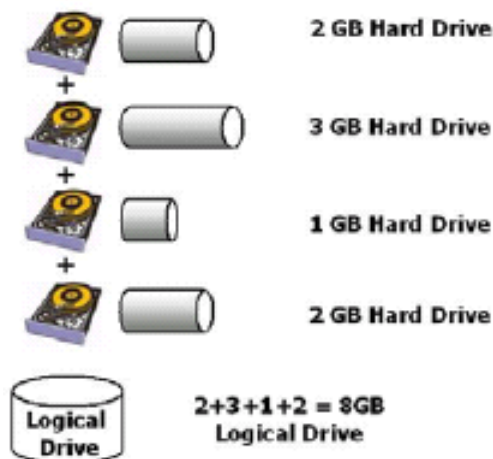 2 GB Hard Drive
+
3 GB Hard Drive
+
1 GB Hard Drive
+
2 GB Hard Drive
Logical
Drive
2+3+1+2 = 8GB
Logical Drive